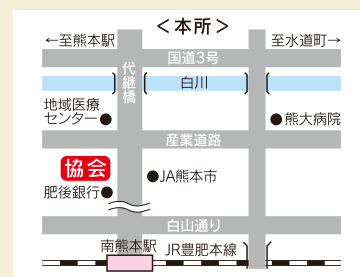 ＜本所＞
←至熊本駅
至水道町→
国道3号
代継橋
白川
地域医療
センター
熊大病院
産業道路
協会
JA熊本市
肥後銀行
白山通り
南熊本駅
JR豊肥本線